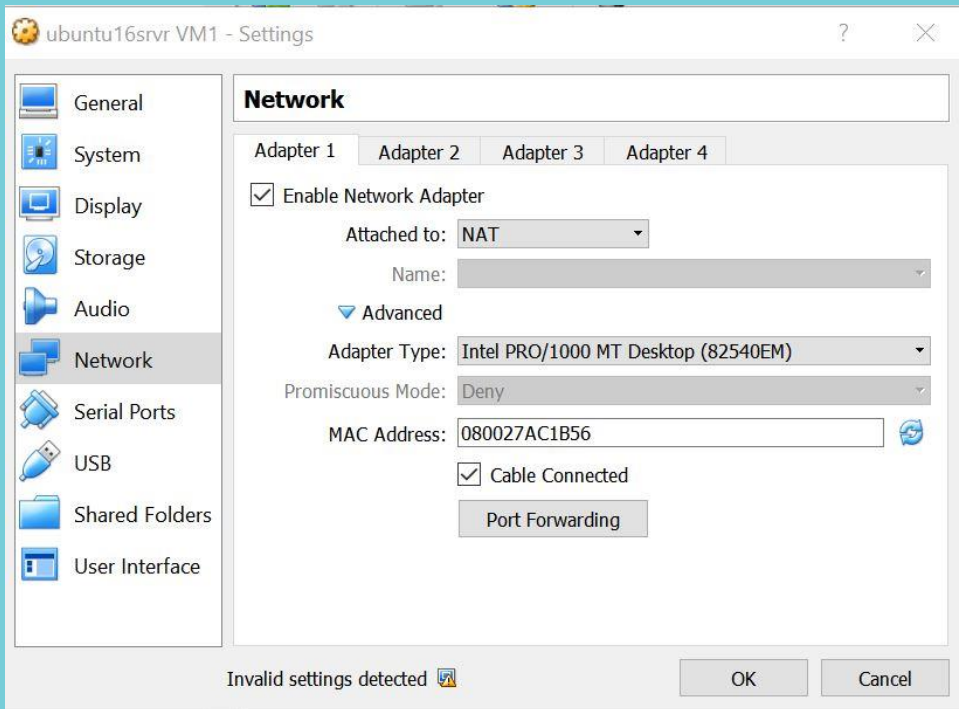 ubuntu16srvr VM1 - Settings ?
General
System
Display
Storage
Audio
Network
Serial Ports
USB
Shared Folders
User Interface
Network
Adapter 1 Adapter 2 Adapter 3 Adapter 4
Enable Network Adapter
Attached to: NAT
Name:
Advanced
Adapter Type: Intel PRO/1000 MT Desktop (82540EM)
Promiscuous Mode: Deny
MAC Address: 080027AC1B56
Cable Connected
Port Forwarding
Invalid settings detected
OK Cancel